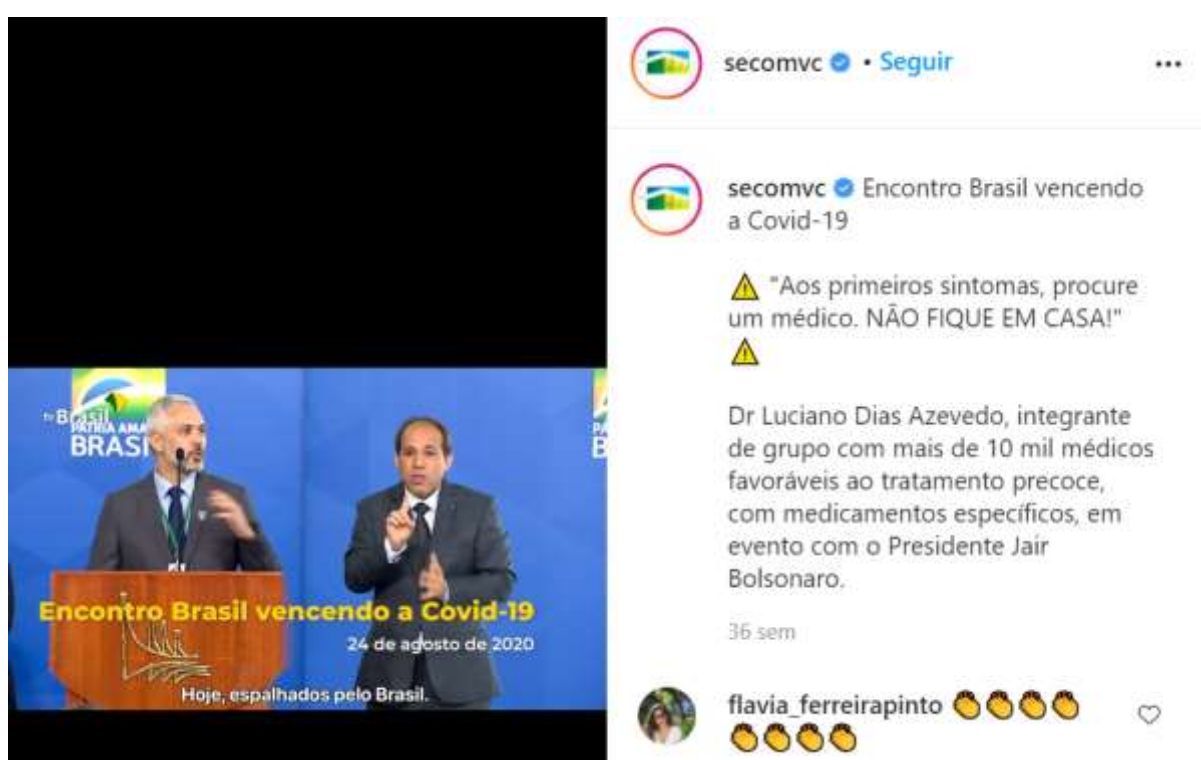 secomvc • Seguir
secomvc Encontro Brasil vencendo
a Covid-19
⚠ "Aos primeiros sintomas, procure
um médico. NÃO FIQUE EM CASA!"
⚠
Dr Luciano Dias Azevedo, integrante
de grupo com mais de 10 mil médicos
favoráveis ao tratamento precoce,
com medicamentos específicos, em
evento com o Presidente Jair
Bolsonaro.
36 sem
flavia_ferreirapinto 👏👏👏👏
👏👏👏👏
BRASI
Encontro Brasil vencendo a Covid-19
24 de agosto de 2020
Hoje, espalhados pelo Brasil.